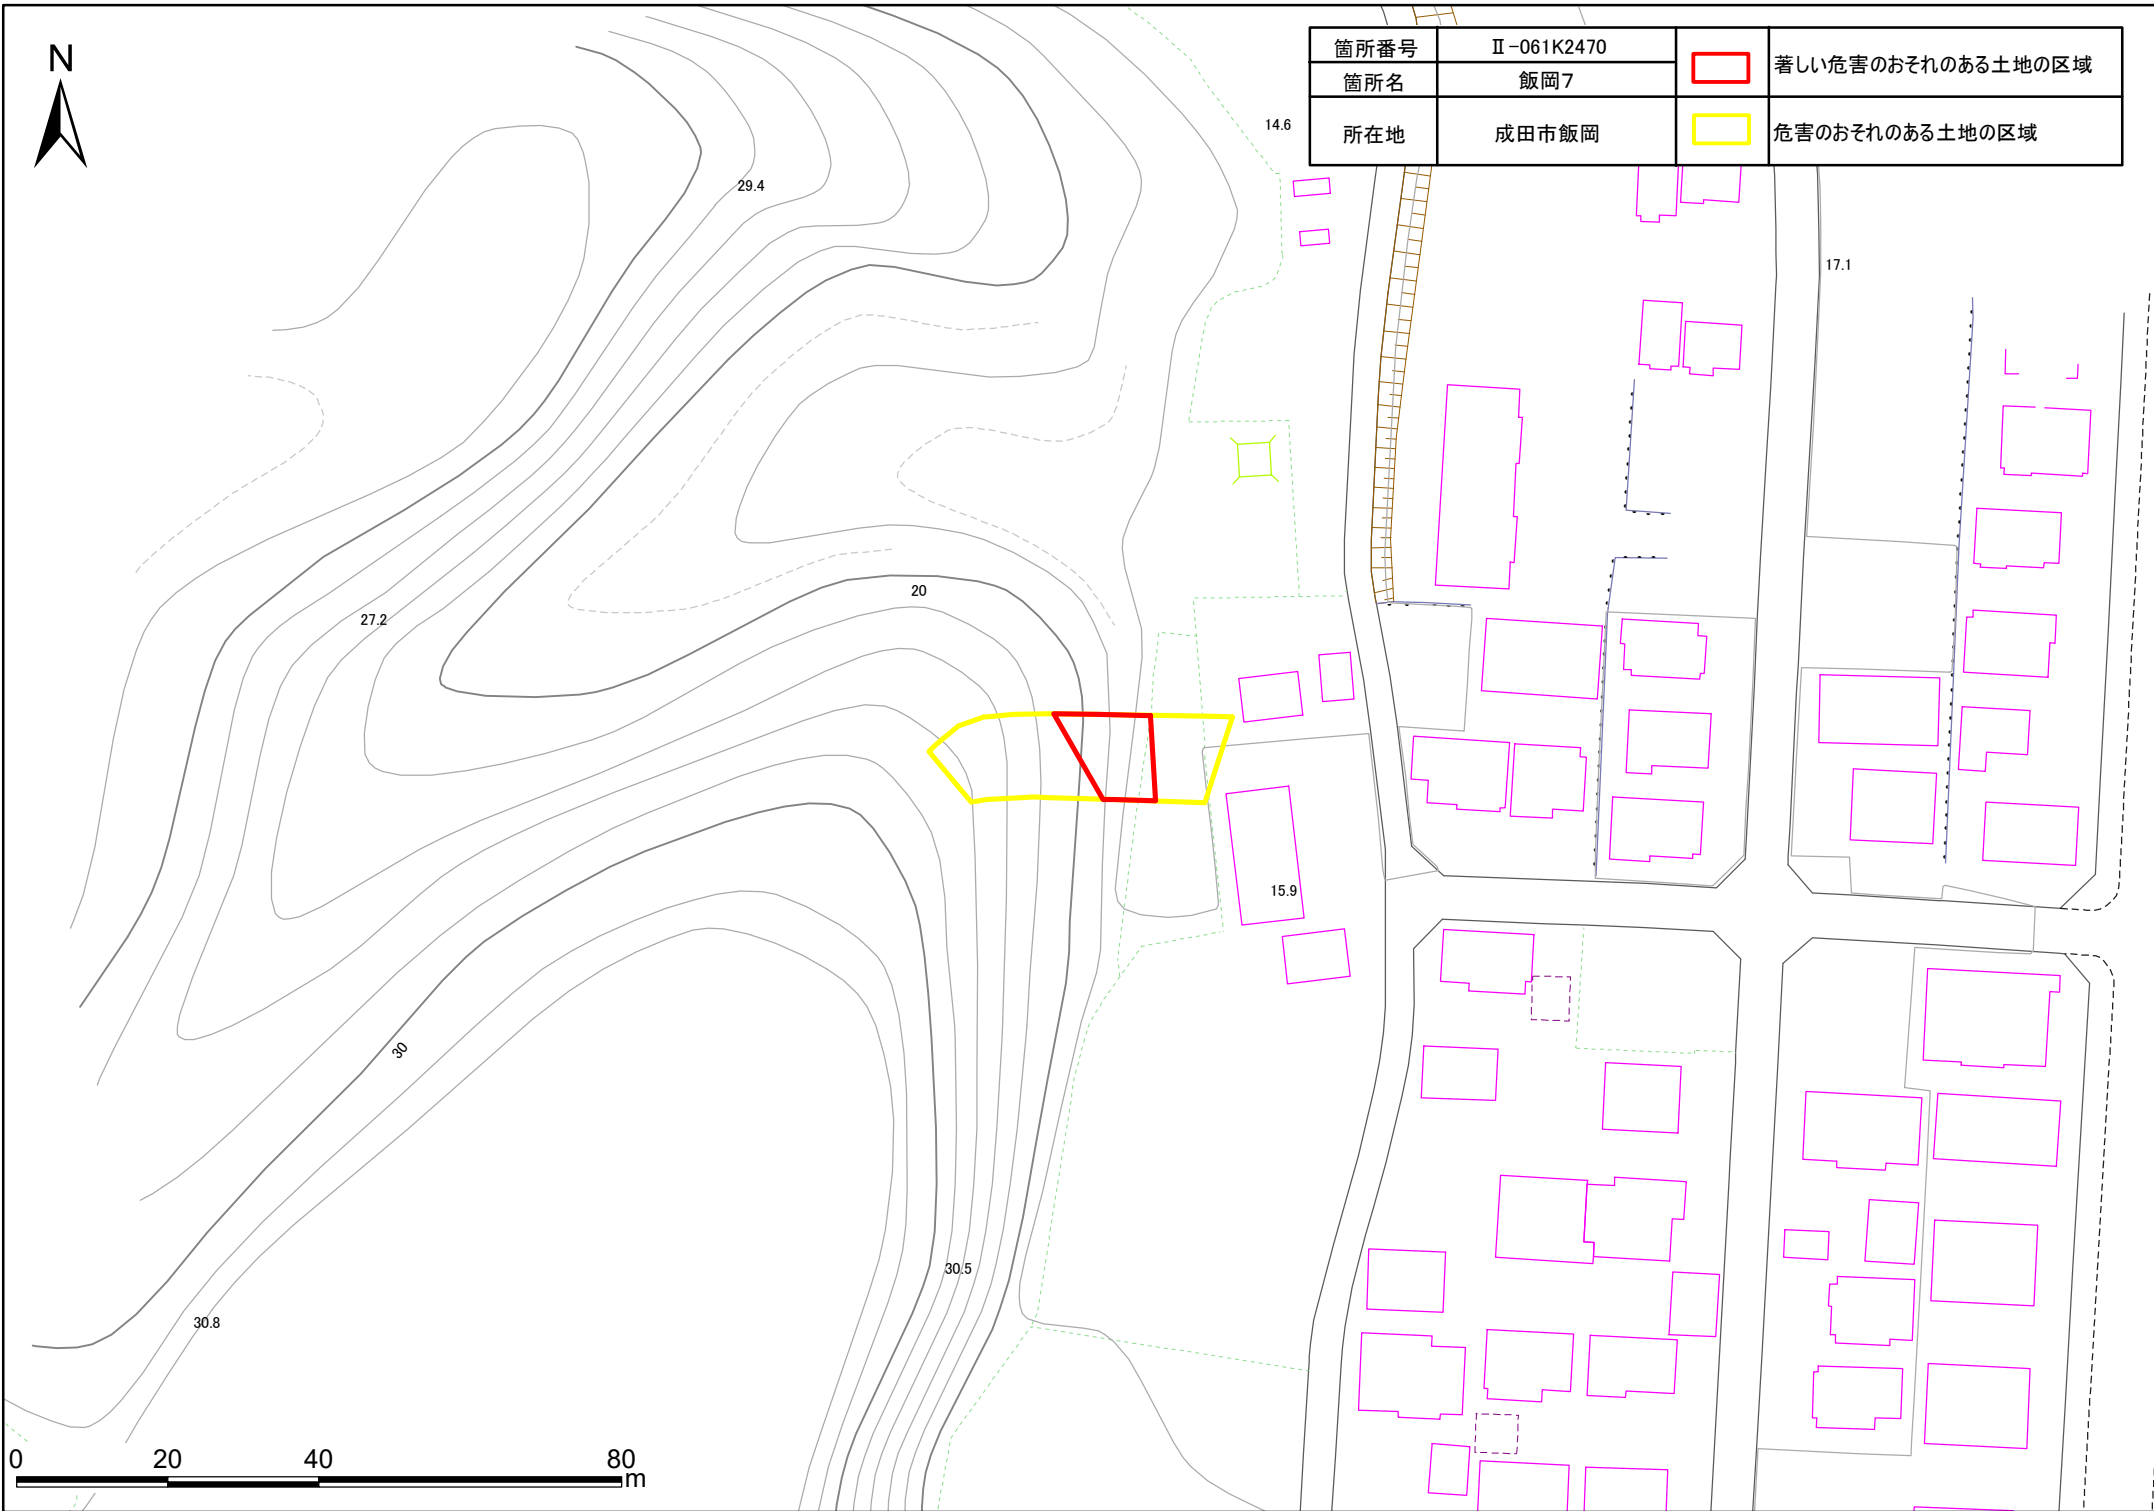 N
箇所番号 Ⅱ-061K2470 著しい危害のおそれのある土地の区域
箇所名 飯岡7
所在地 成田市飯岡 危害のおそれのある土地の区域
14.6
29.4
17.1
20
27.2
15.9
30
30.5
30.8
0 20 40 80
m